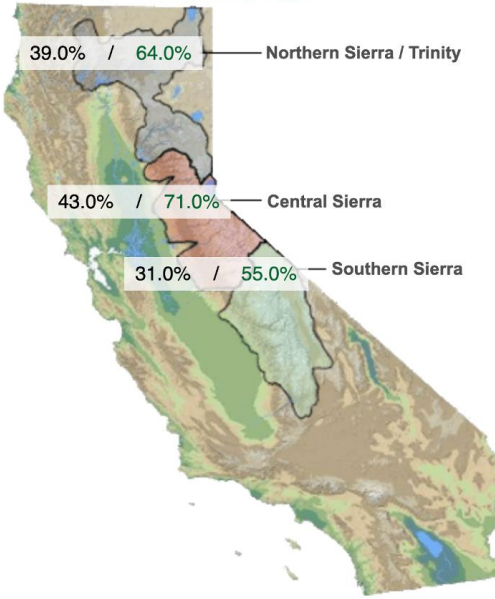 39.0% / 64.0% Northern Sierra / Trinity
43.0% / 71.0% Central Sierra
31.0% / 55.0% Southern Sierra